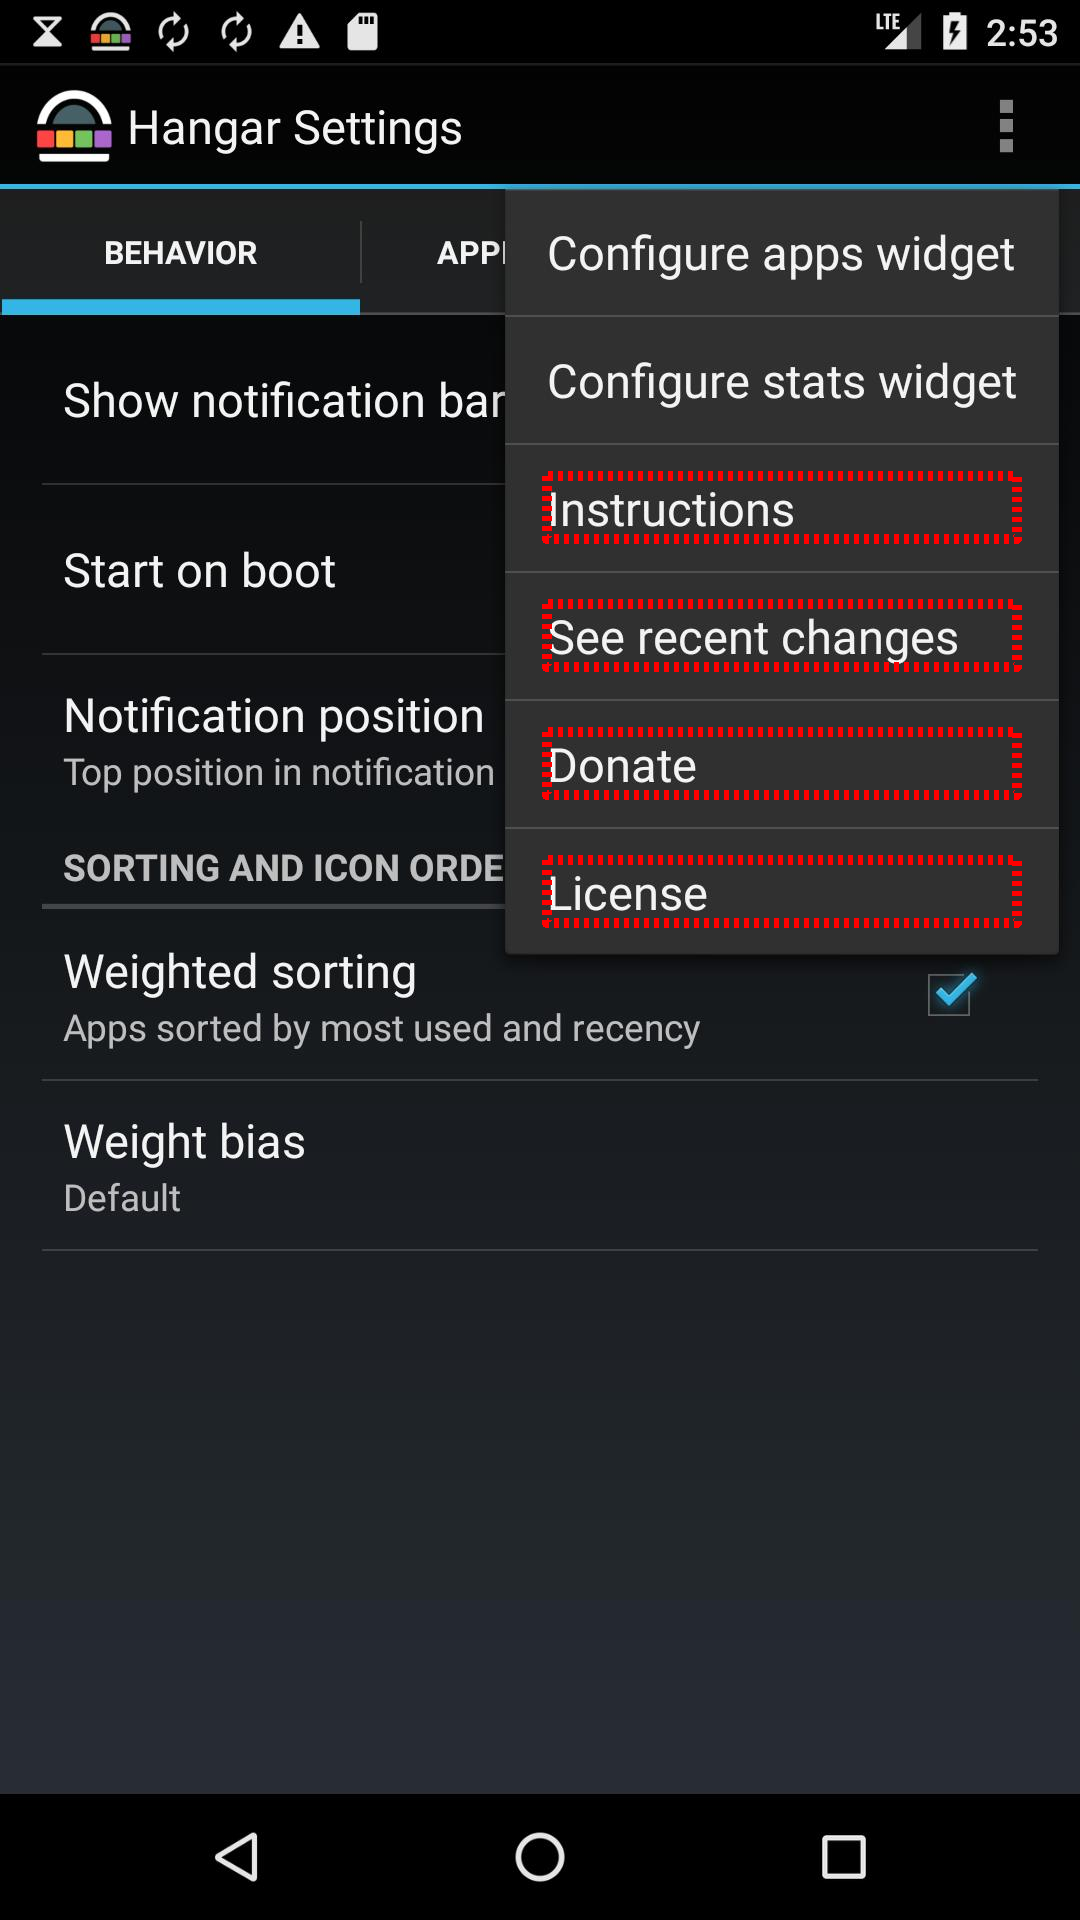 LTE 2:53
Hangar Settings
BEHAVIOR
Configure apps widget
Configure stats widget
Instructions
See recent changes
Donate
License
Show notification bar
Start on boot
Notification position
Top position in notification
SORTING AND ICON
Weighted sorting
Apps sorted by most used and recency
Weight bias
Default